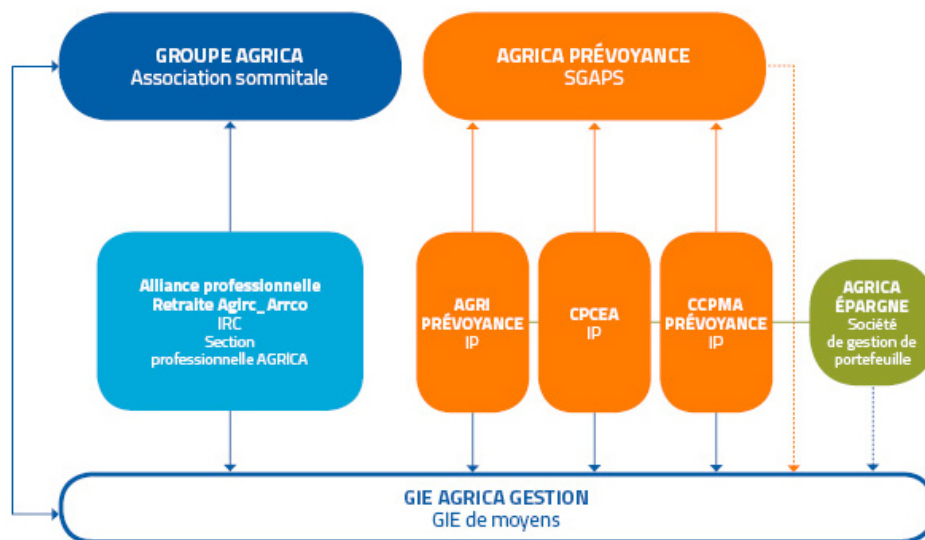 GROUPE AGRICA
Association sommitale
AGRICA PRÉVOYANCE
SGAPS
Alliance professionnelle
Retraite Agirc_Arrco
IRC
Section
professionnelle AGRICA
AGRI
PRÉVOYANCE
IP
CPCEA
IP
CCPMA
PRÉVOYANCE
IP
AGRICA
ÉPARGNE
Société
de gestion de
portefeuille
GIE AGRICA GESTION
GIE de moyens